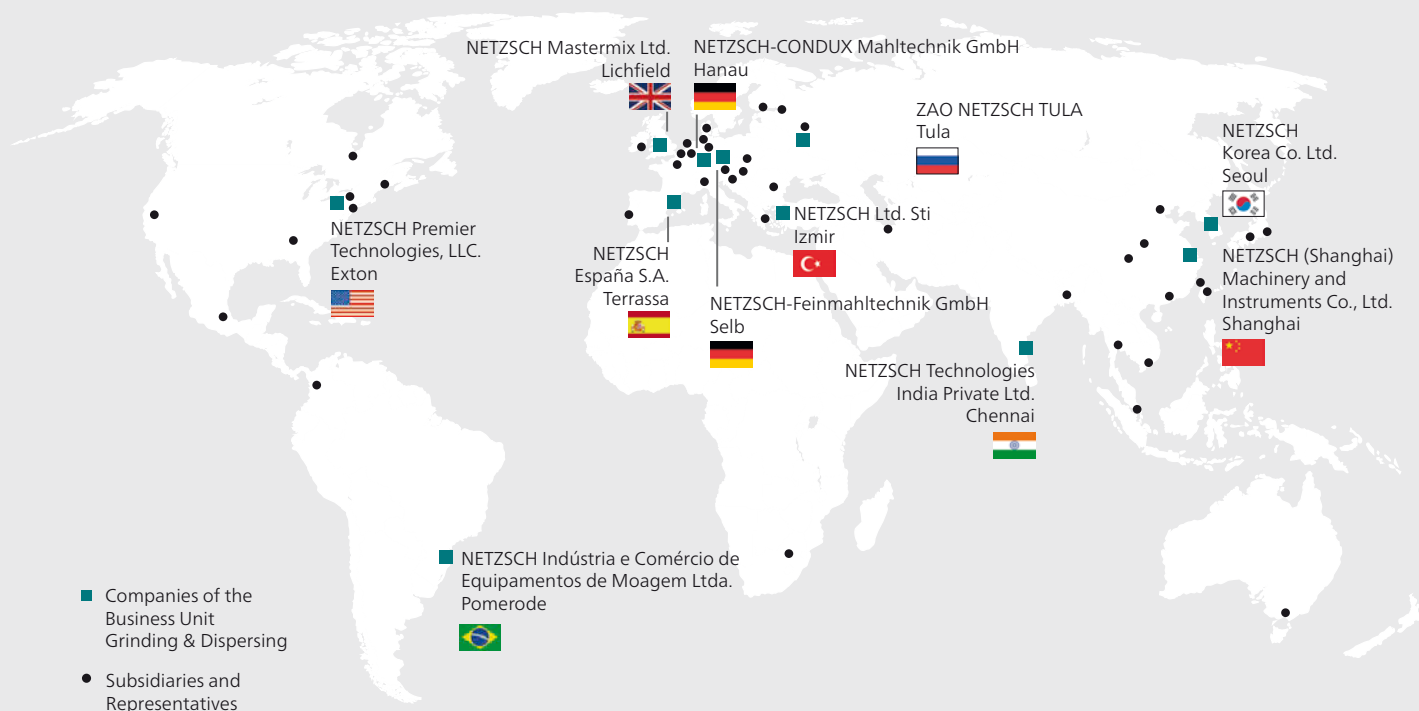 NETZSCH Mastermix Ltd.
Lichfield
NETZSCH-CONDUX Mahltechnik GmbH
Hanau
ZAO NETZSCH TULA
Tula
NETZSCH
Korea Co. Ltd.
Seoul
NETZSCH Premier
Technologies, LLC.
Exton
NETZSCH
España S.A.
Terrassa
NETZSCH Ltd. Sti
Izmir
NETZSCH-Feinmahltechnik GmbH
Selb
NETZSCH (Shanghai)
Machinery and
Instruments Co., Ltd.
Shanghai
NETZSCH Technologies
India Private Ltd.
Chennai
NETZSCH Indústria e Comércio de
Equipamentos de Moagem Ltda.
Pomerode
Companies of the
Business Unit
Grinding & Dispersing
Subsidiaries and
Representatives